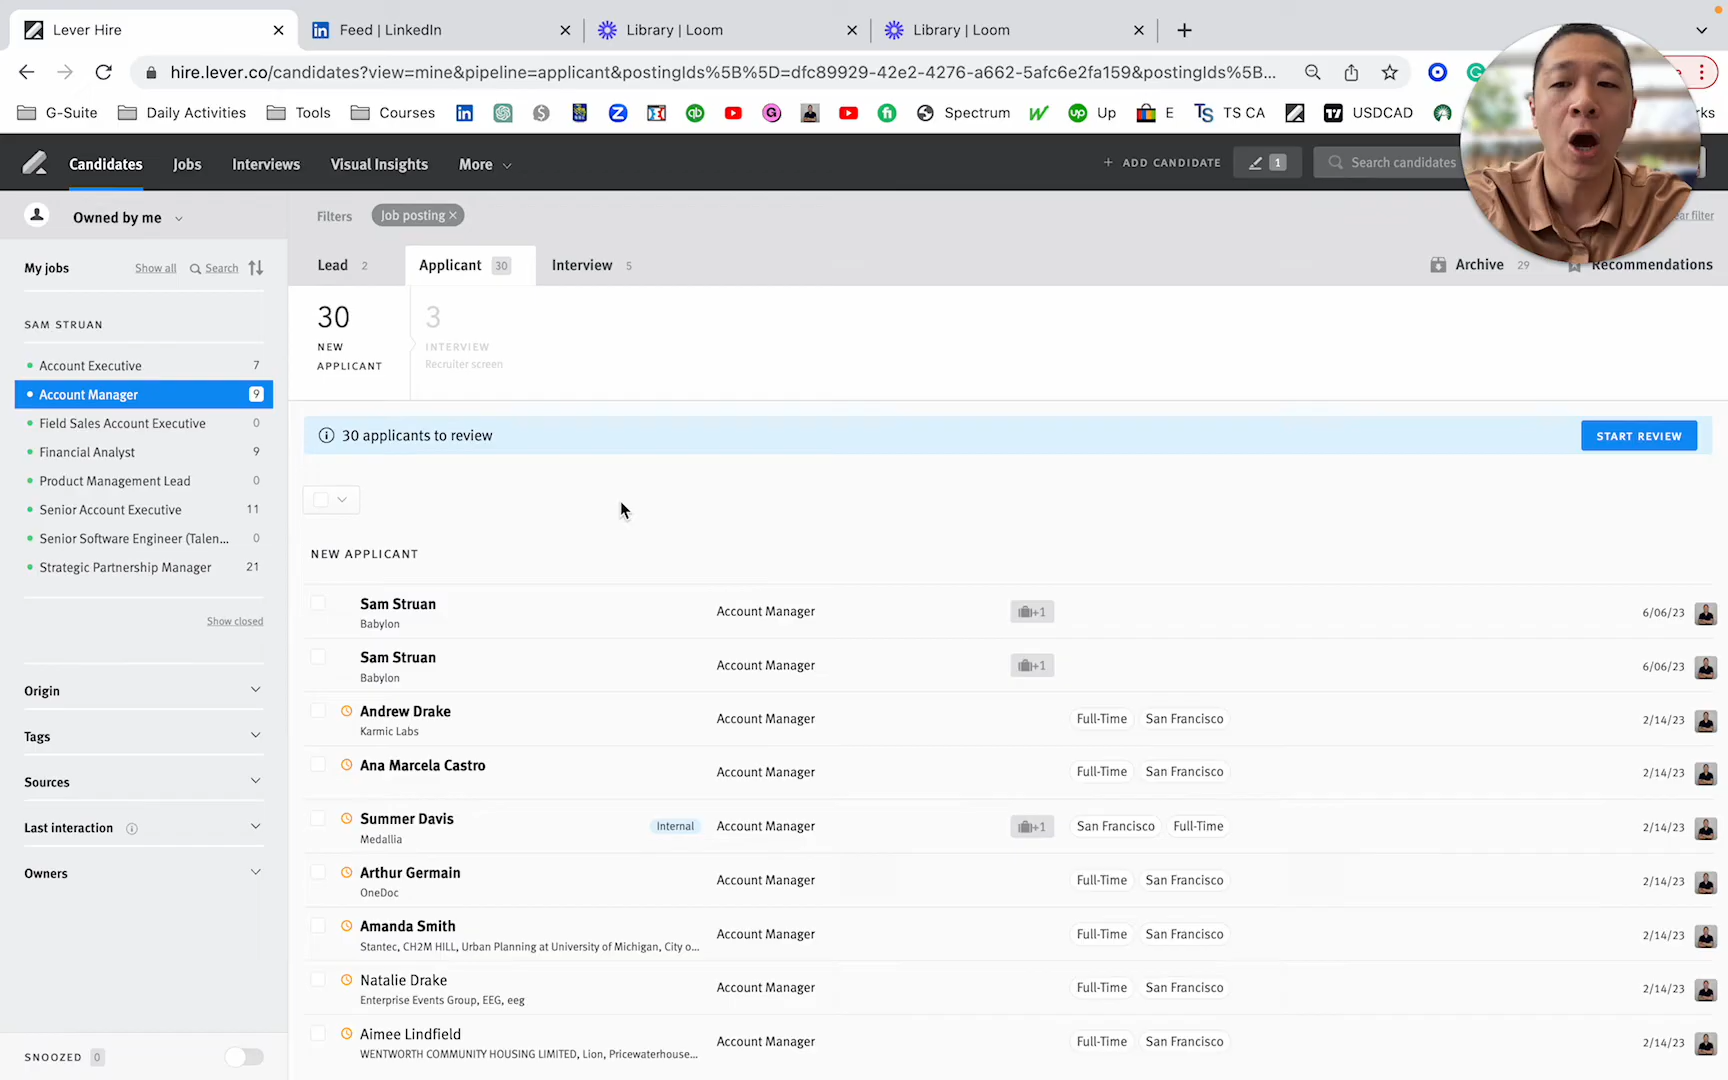 Lever Hire
Feed | LinkedIn
Library | Loom
Library | Loom
hire.lever.co/candidates?view=mine&pipeline=applicant&postingIds%5B%5D=dfc89929-42e2-4276-a662-5afc6e2fa159&postingIds%5B...
G-Suite
Daily Activities
Tools
Courses
Spectrum
Up
E
TS CA
USDCAD
Candidates
Jobs
Interviews
Visual Insights
More
+ ADD CANDIDATE
1
Search candidates
Owned by me
Filters
Job posting
My jobs
Show all
Search
Lead 2
Applicant 30
Interview 5
Archive 29
Recommendations
SAM STRUAN
Account Executive 7
Account Manager 9
Field Sales Account Executive 0
Financial Analyst 9
Product Management Lead 0
Senior Account Executive 11
Senior Software Engineer (Talen... 0
Strategic Partnership Manager 21
Show closed
Origin
Tags
Sources
Last interaction
Owners
SNOOZED 0
30
NEW
APPLICANT
3
INTERVIEW
Recruiter screen
30 applicants to review
START REVIEW
NEW APPLICANT
Sam Struan
Babylon
Account Manager
+1
6/06/23
Sam Struan
Babylon
Account Manager
+1
6/06/23
Andrew Drake
Karmic Labs
Account Manager
Full-Time
San Francisco
2/14/23
Ana Marcela Castro
Account Manager
Full-Time
San Francisco
2/14/23
Summer Davis
Medallia
Internal
Account Manager
+1
San Francisco
Full-Time
2/14/23
Arthur Germain
OneDoc
Account Manager
Full-Time
San Francisco
2/14/23
Amanda Smith
Stantec, CH2M HILL, Urban Planning at University of Michigan, City o...
Account Manager
Full-Time
San Francisco
2/14/23
Natalie Drake
Enterprise Events Group, EEG, eeg
Account Manager
Full-Time
San Francisco
2/14/23
Aimee Lindfield
WENTWORTH COMMUNITY HOUSING LIMITED, Lion, Pricewaterhouse...
Account Manager
Full-Time
San Francisco
2/14/23